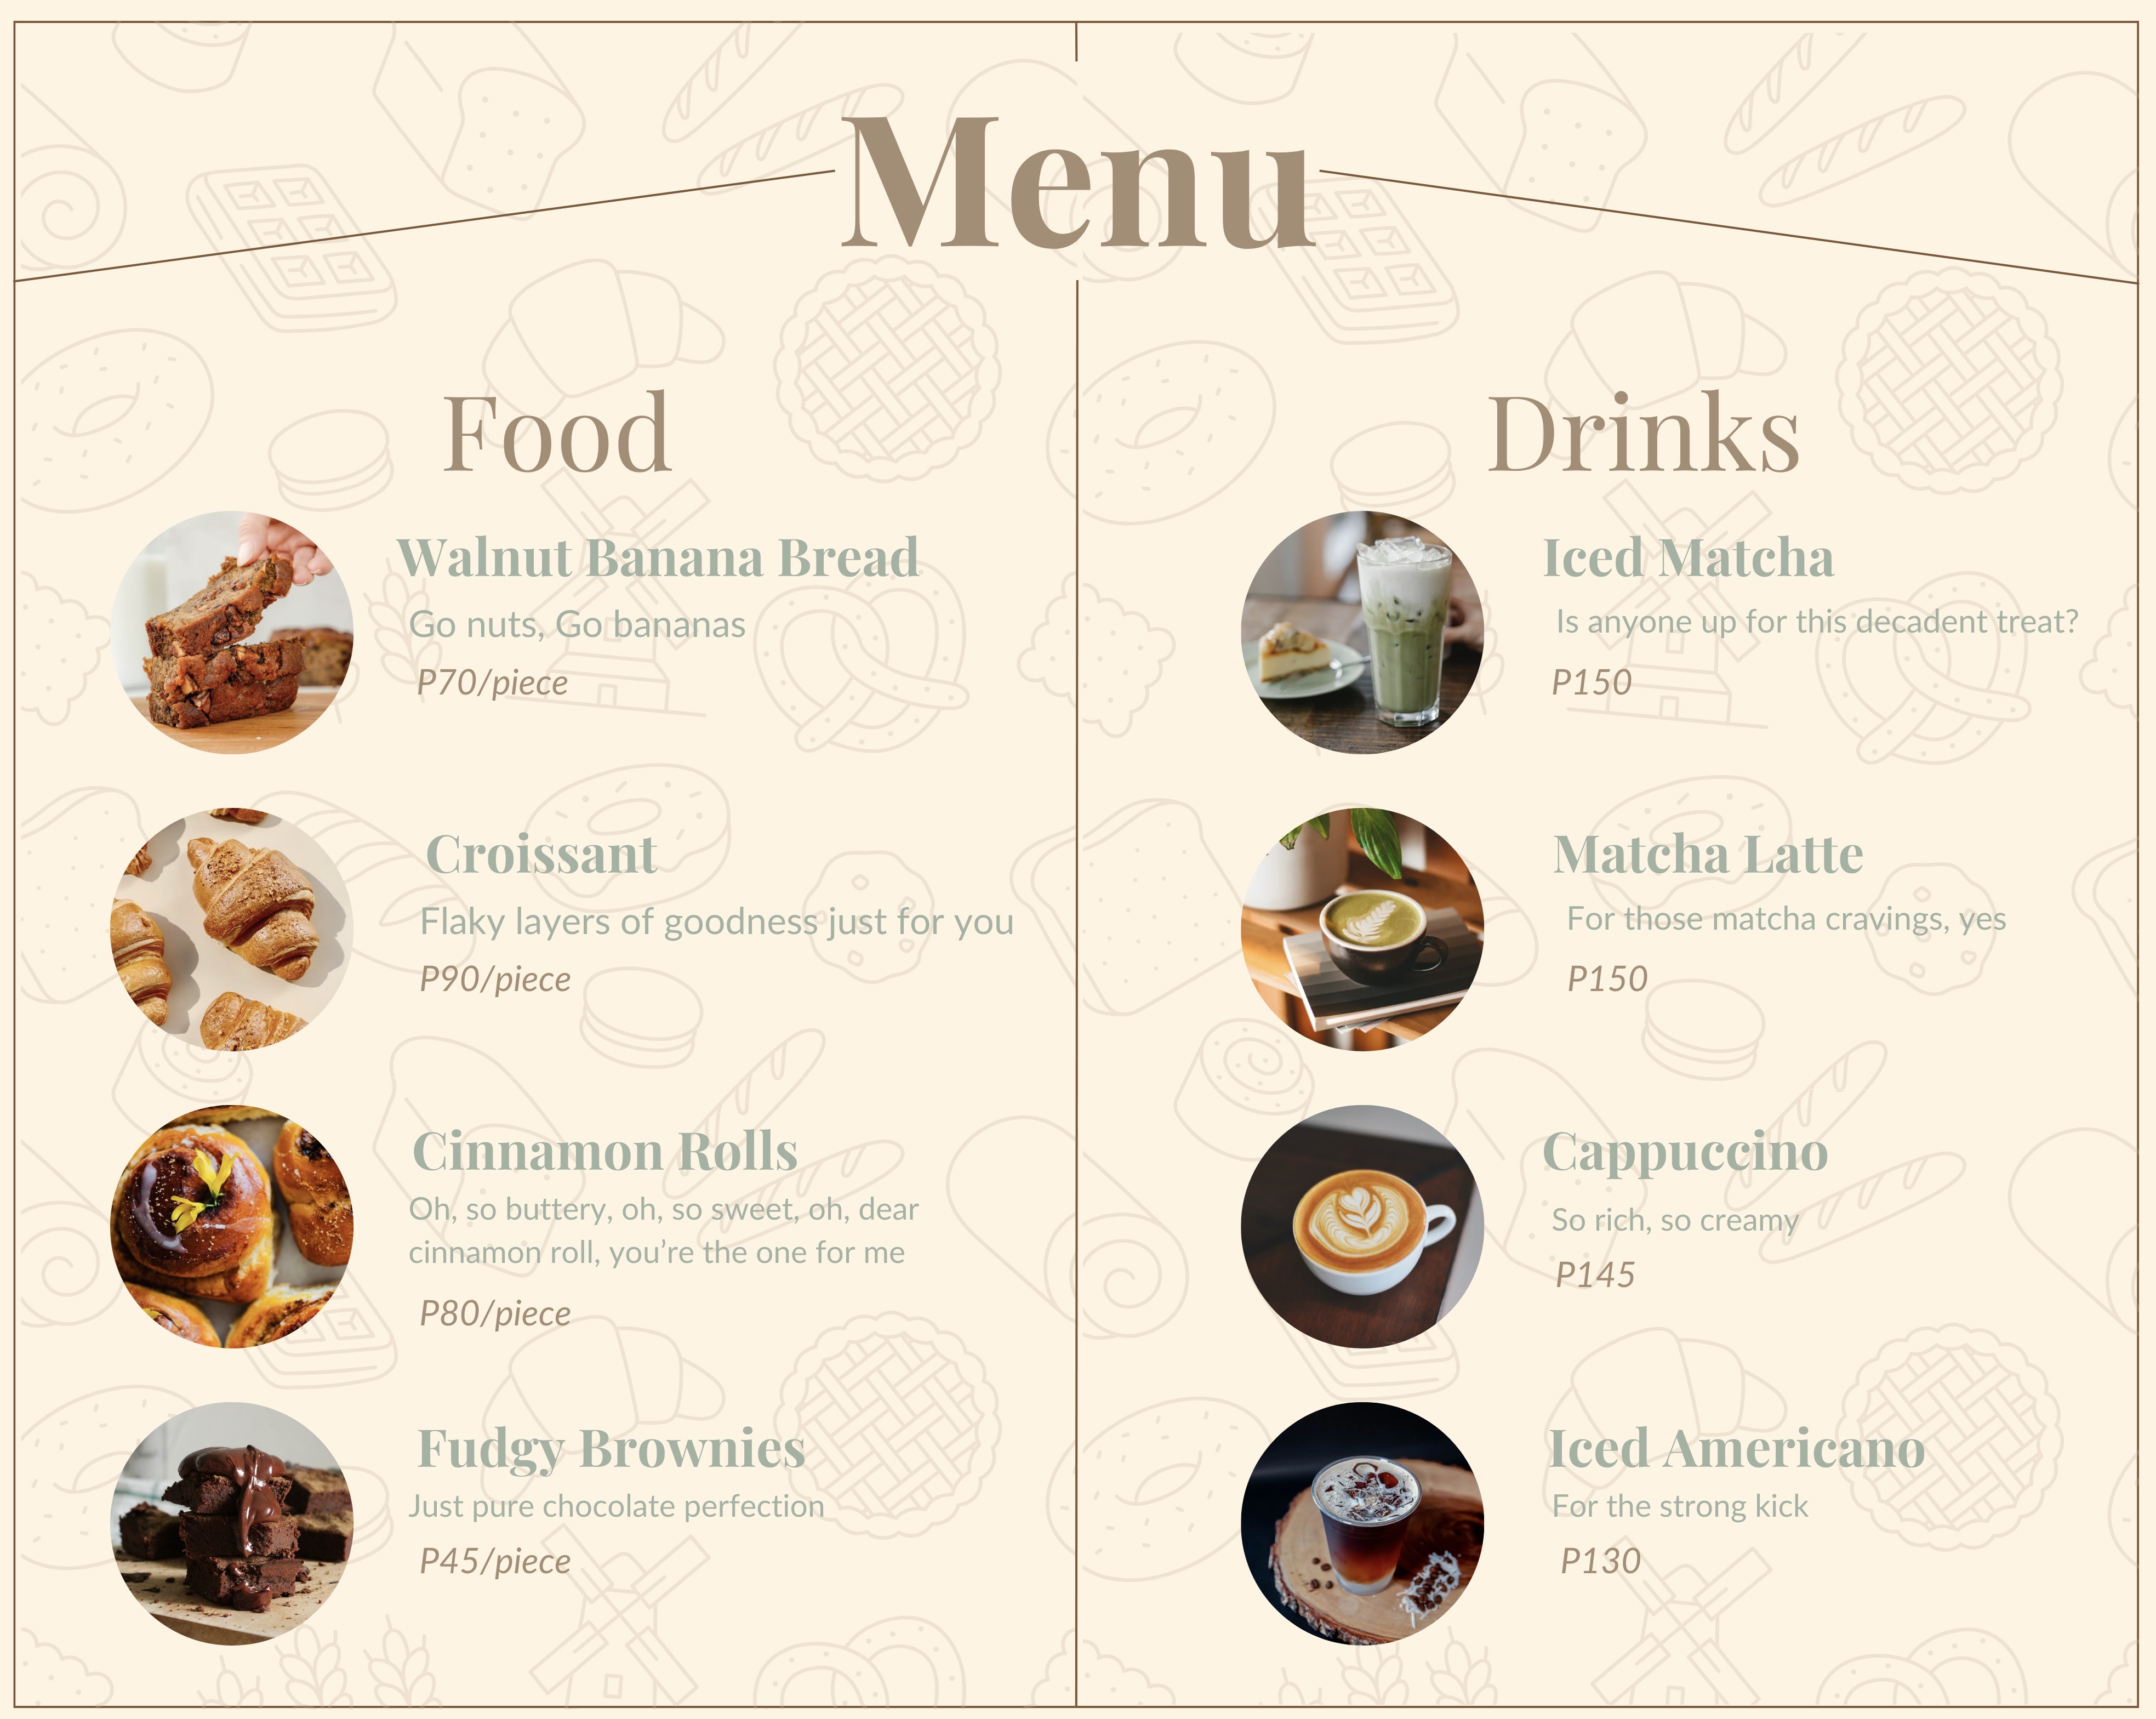 Menu
Food
Walnut Banana Bread
Go nuts, Go bananas
P70/piece
Croissant
Flaky layers of goodness just for you
P90/piece
Cinnamon Rolls
Oh, so buttery, oh, so sweet, oh, dear
cinnamon roll, you’re the one for me
P80/piece
Fudgy Brownies
Just pure chocolate perfection
P45/piece
Drinks
Iced Matcha
Is anyone up for this decadent treat?
P150
Matcha Latte
For those matcha cravings, yes
P150
Cappuccino
So rich, so creamy
P145
Iced Americano
For the strong kick
P130